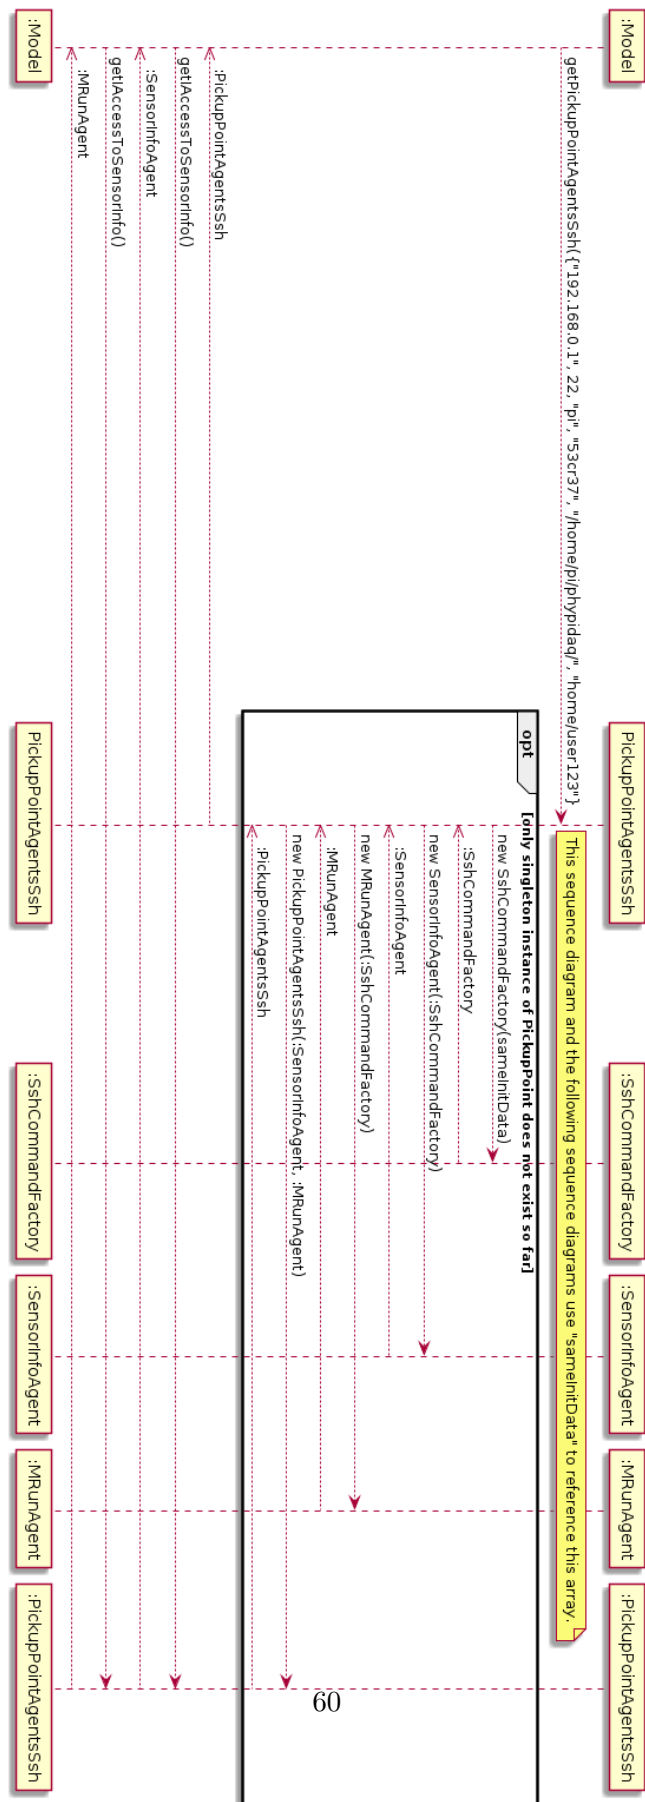 :Model
PickupPointAgentsSsh
:SshCommandFactory
:SensorInfoAgent
:MRunAgent
:PickupPointAgentsSsh
getPickupPointAgentsSsh( {"192.168.0.1", 22, "pi", "53cr37", "/home/pi/phypidaq/", "home/user123"}
This sequence diagram and the following sequence diagrams use "sameInitData" to reference this array.
opt
[only singleton instance of PickupPoint does not exist so far]
new SshCommandFactory(sameInitData)
:SshCommandFactory
new SensorInfoAgent(:SshCommandFactory)
:SensorInfoAgent
new MRunAgent(:SshCommandFactory)
:MRunAgent
new PickupPointAgentsSsh(:SensorInfoAgent, :MRunAgent)
:PickupPointAgentsSsh
:PickupPointAgentsSsh
getIAccessToSensorInfo()
:SensorInfoAgent
getIAccessToSensorInfo()
:MRunAgent
:Model
PickupPointAgentsSsh
:SshCommandFactory
:SensorInfoAgent
:MRunAgent
:PickupPointAgentsSsh
60